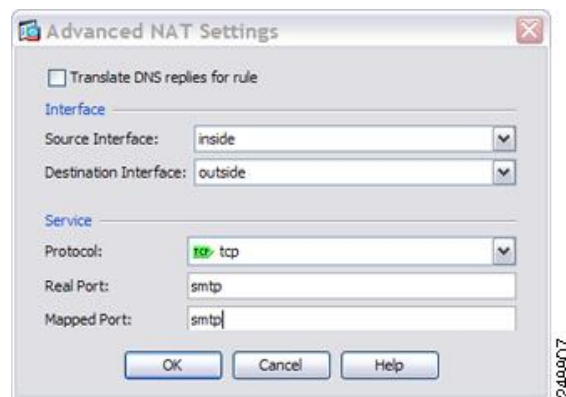 Advanced NAT Settings
Translate DNS replies for rule
Interface
Source Interface: inside
Destination Interface: outside
Service
Protocol: TCP tcp
Real Port: smtp
Mapped Port: smtp
OK Cancel Help
248807